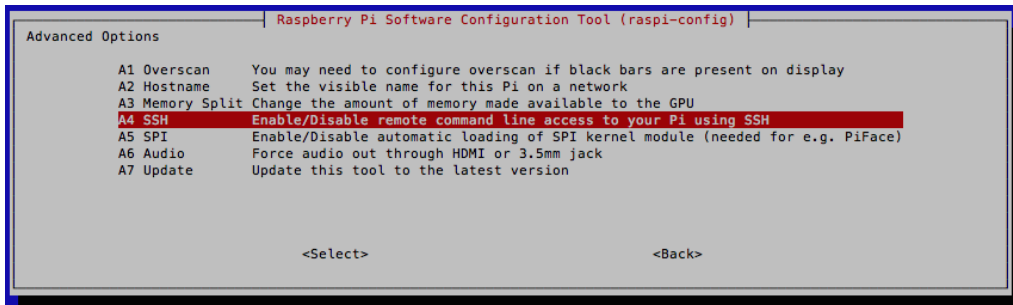 Raspberry Pi Software Configuration Tool (raspi-config)
Advanced Options
A1 Overscan You may need to configure overscan if black bars are present on display
A2 Hostname Set the visible name for this Pi on a network
A3 Memory Split Change the amount of memory made available to the GPU
A4 SSH Enable/Disable remote command line access to your Pi using SSH
A5 SPI Enable/Disable automatic loading of SPI kernel module (needed for e.g. PiFace)
A6 Audio Force audio out through HDMI or 3.5mm jack
A7 Update Update this tool to the latest version
<Select> <Back>